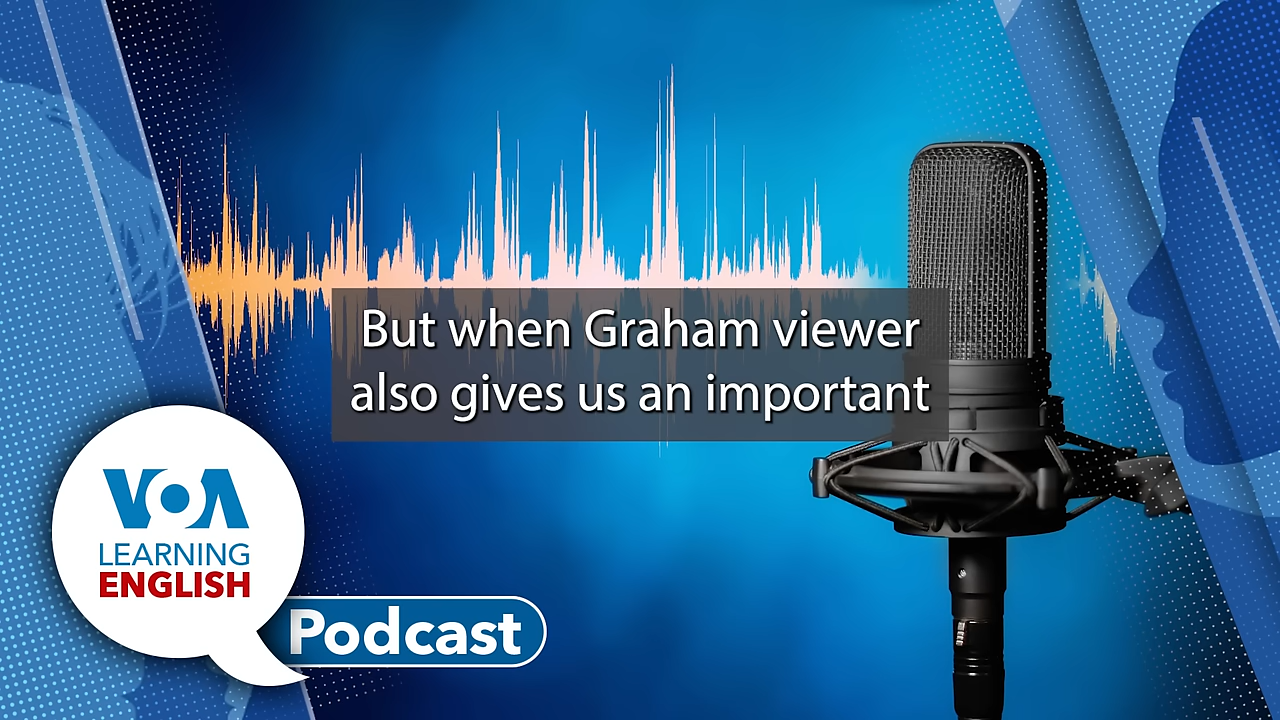 But when Graham viewer
also gives us an important
VOA
LEARNING
ENGLISH
Podcast